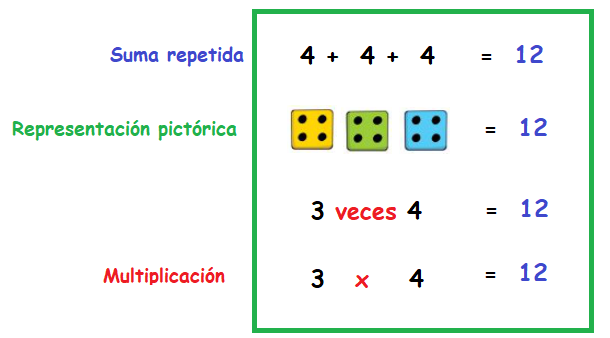 Suma repetida 4 + 4 + 4 = 12
Representación pictórica = 12
3 veces 4 = 12
Multiplicación 3 x 4 = 12